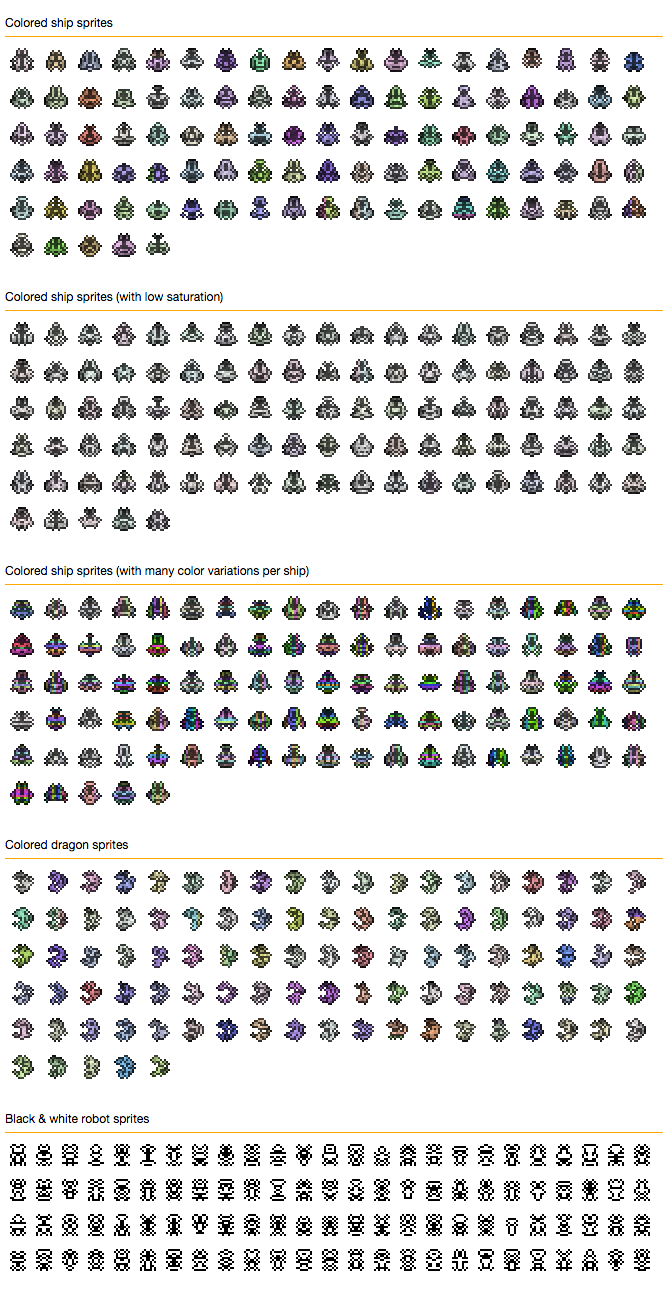 Colored ship sprites
Colored ship sprites (with low saturation)
Colored ship sprites (with many color variations per ship)
Colored dragon sprites
Black & white robot sprites